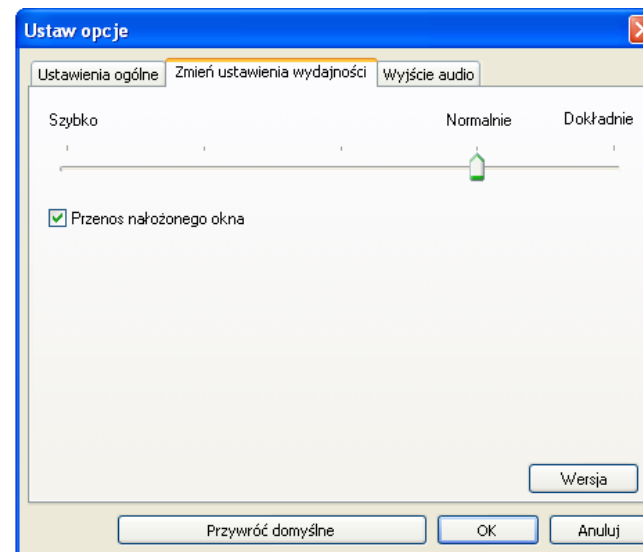 Ustaw opcje
Ustawienia ogólne Zmień ustawienia wydajności Wyjście audio
Szybko Normalnie Dokładnie
Przenos nałożonego okna
Wersja
Przywróć domyślne OK Anuluj